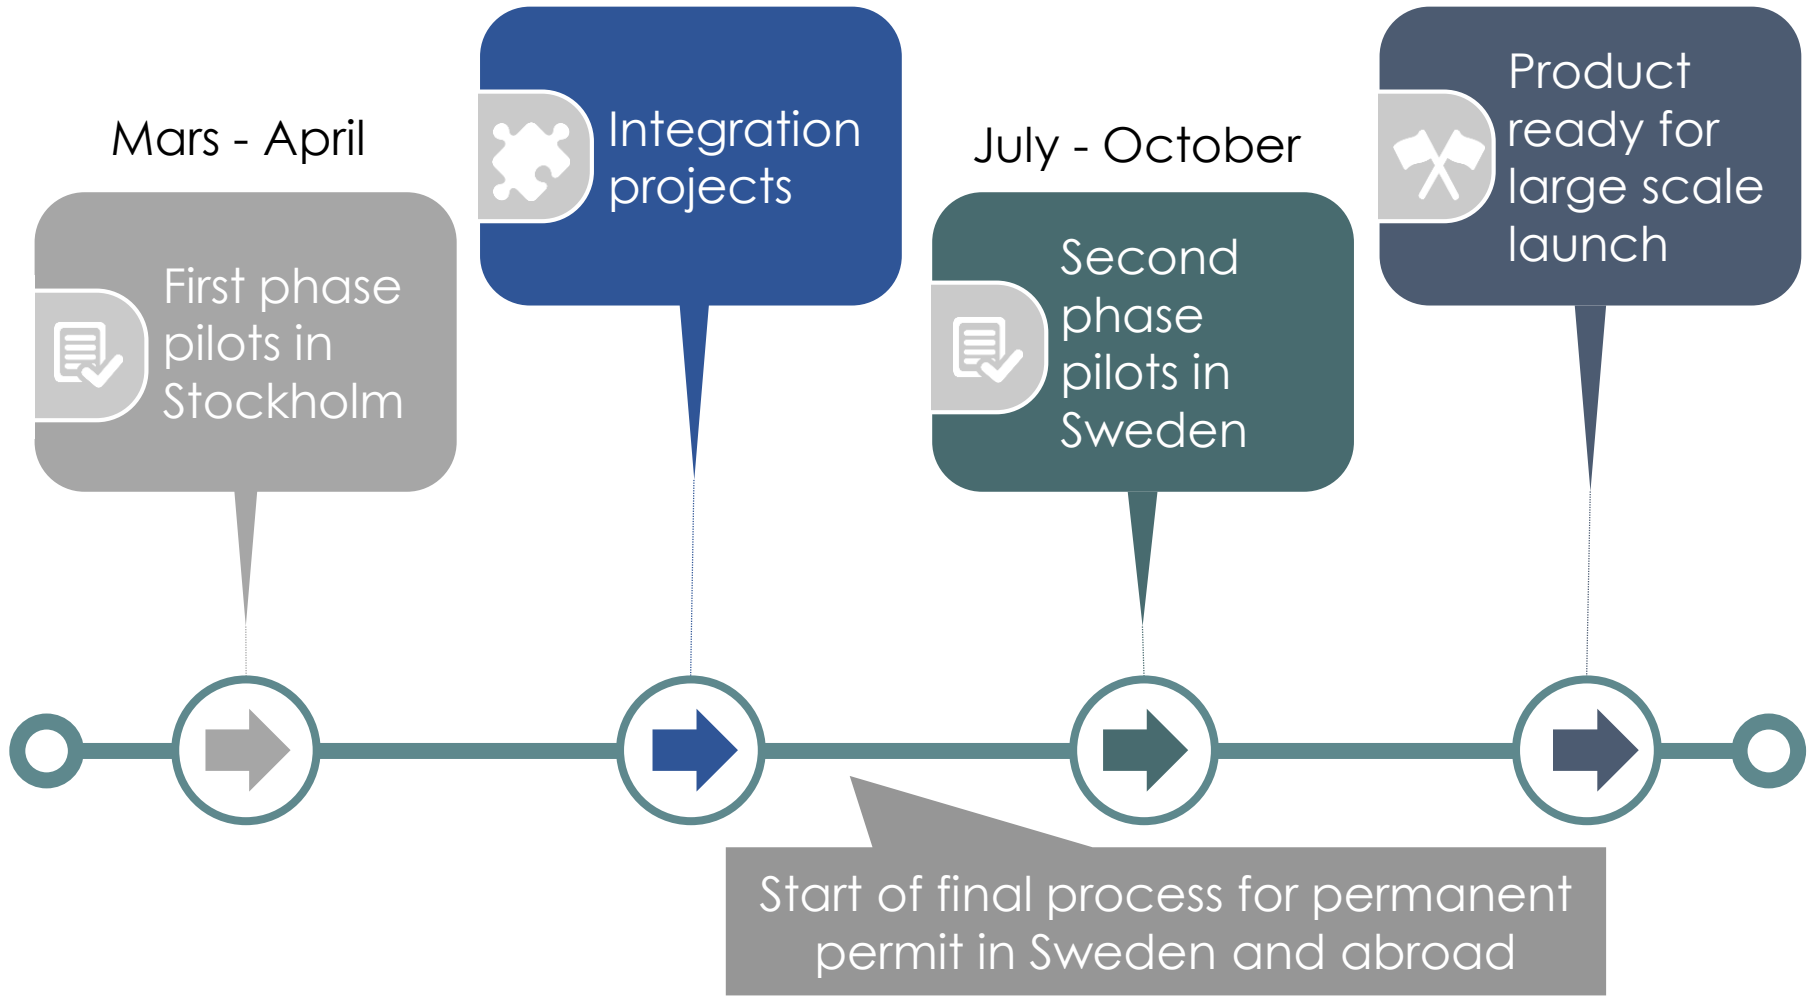 Mars - April
First phase
pilots in
Stockholm
Integration
projects
July - October
Second
phase
pilots in
Sweden
Product
ready for
large scale
launch
Start of final process for permanent
permit in Sweden and abroad